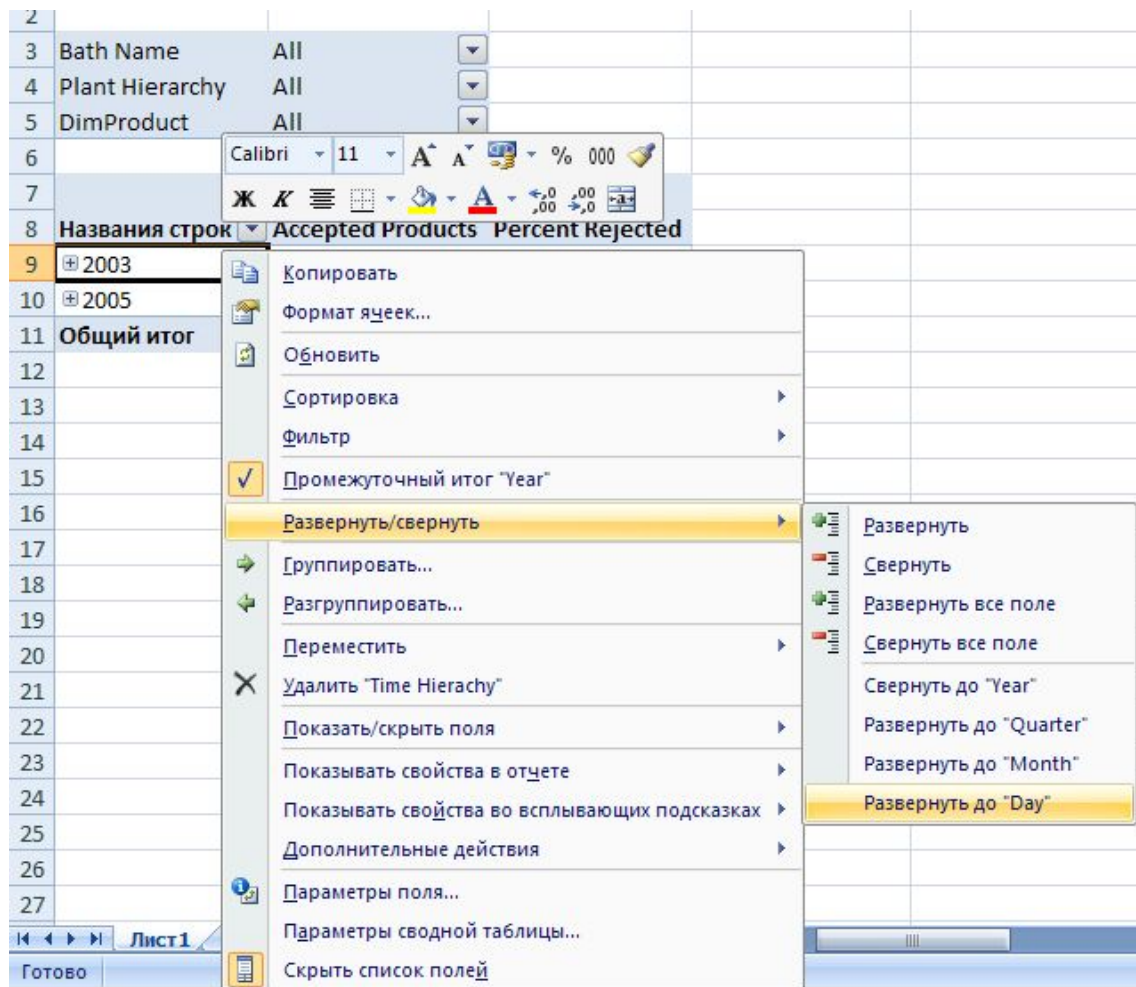 2
3 Bath Name All
4 Plant Hierarchy All
5 DimProduct All
6
Calibri 11 A A % 000
7
Ж К A ,0 ,00 ,00 ,0 a
8 Названия строк Accepted Products Percent Rejected
9 2003
10 2005
11 Общий итог
12
13
14
15
16
17
18
19
20
21
22
23
24
25
26
27
Копировать
Формат ячеек...
Обновить
Сортировка
Фильтр
Промежуточный итог "Year"
Развернуть/свернуть
Группировать...
Разгруппировать...
Переместить
Удалить "Time Hierachy"
Показать/скрыть поля
Показывать свойства в отчете
Показывать свойства во всплывающих подсказках
Дополнительные действия
Параметры поля...
Параметры сводной таблицы...
Скрыть список полей
Развернуть
Свернуть
Развернуть все поле
Свернуть все поле
Свернуть до "Year"
Развернуть до "Quarter"
Развернуть до "Month"
Развернуть до "Day"
Лист1
Готово